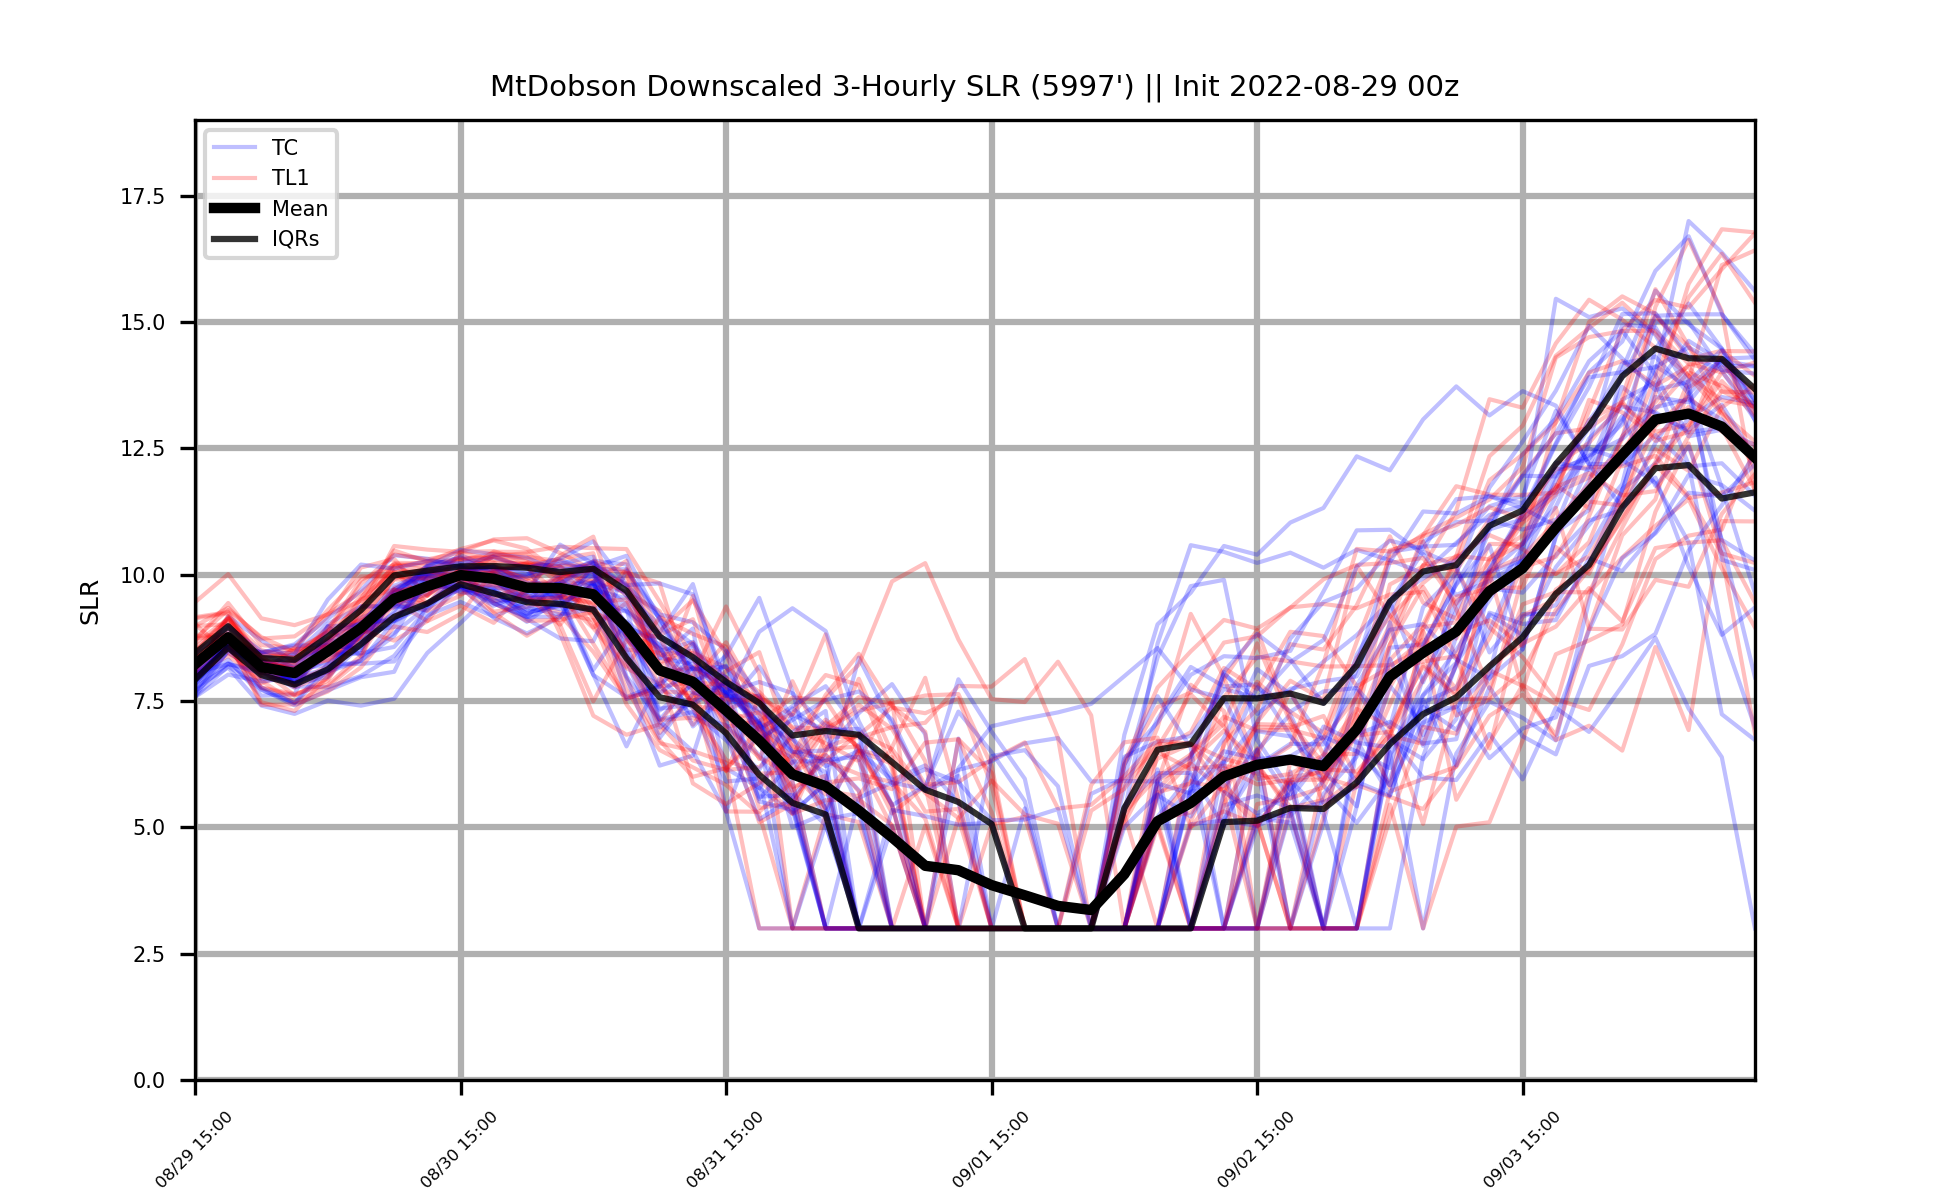 MtDobson Downscaled 3-Hourly SLR (5997') || Init 2022-08-29 00z
TC
TL1
Mean
IQRs
SLR
17.5
15.0
12.5
10.0
7.5
5.0
2.5
0.0
08/29 15:00
08/30 15:00
08/31 15:00
09/01 15:00
09/02 15:00
09/03 15:00